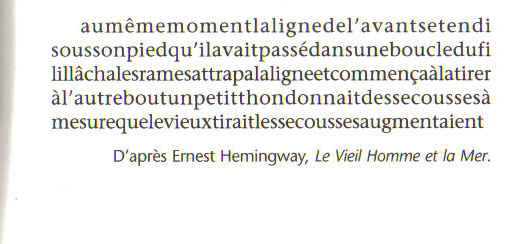 aumêmemomentlalignedel'avantsetendi
soussonpiedqu'ilavaitpassédansuneboucledufi
lillâchalesramesattrapalaligneetcommençaàlatirer
àl'autreboutunpetitthondonnaitdessecoussesà
mesurequelevieuxtiraitlessecoussesaugmentaient
D'après Ernest Hemingway, Le Vieil Homme et la Mer.